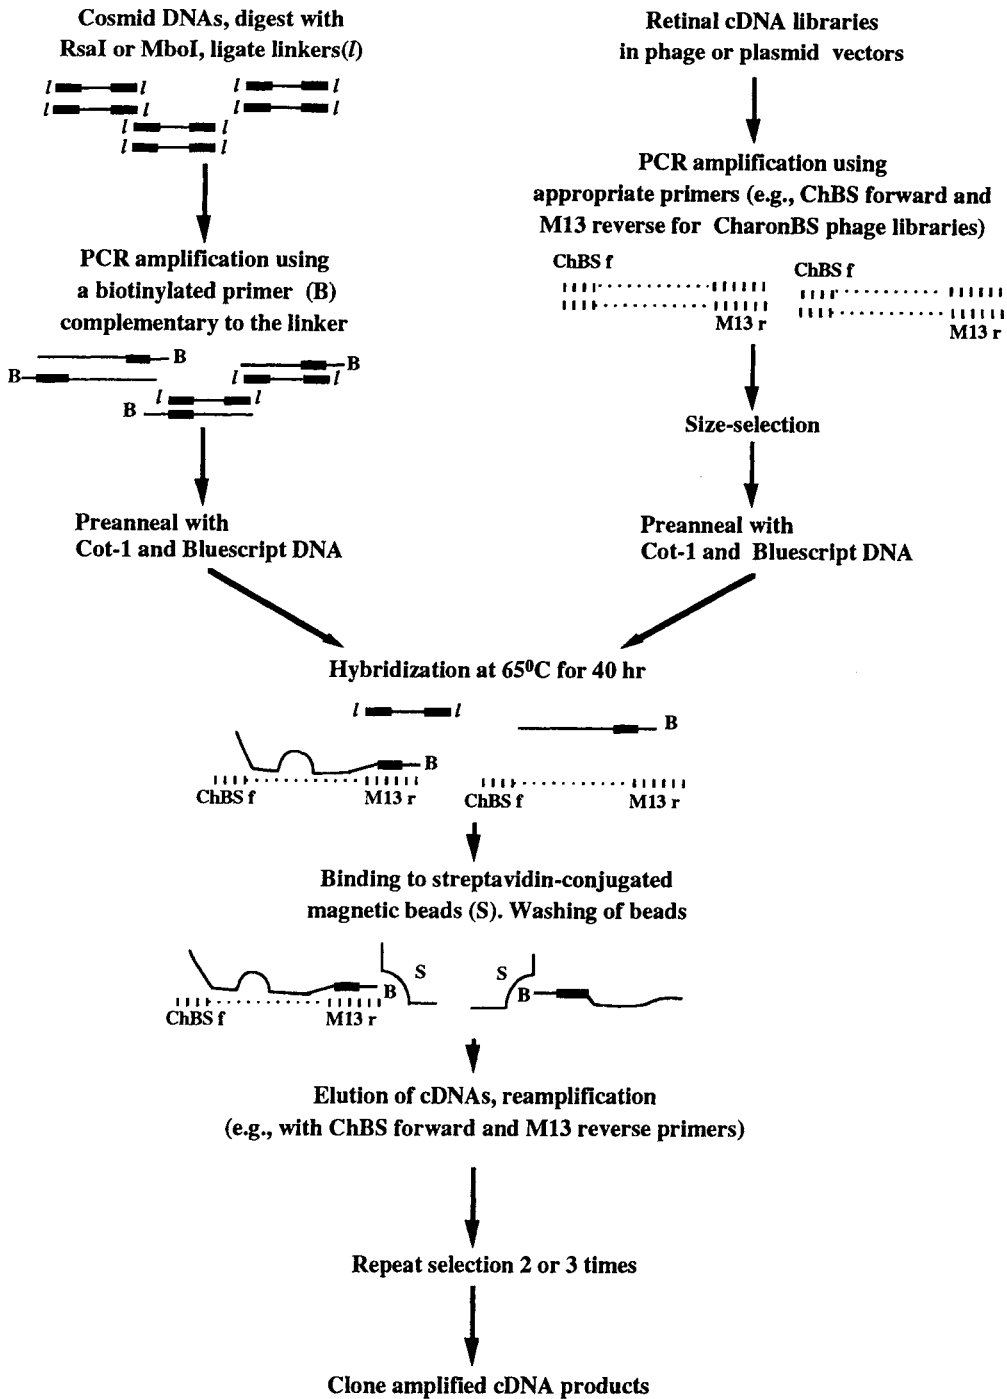 Cosmid DNAs, digest with
RsaI or MboI, ligate linkers(l)
l l l l
l l l l
l l
l l
PCR amplification using
a biotinylated primer (B)
complementary to the linker
B B
B l l
l l
B
Preanneal with
Cot-1 and Bluescript DNA
Retinal cDNA libraries
in phage or plasmid vectors
PCR amplification using
appropriate primers (e.g., ChBS forward and
M13 reverse for CharonBS phage libraries)
ChBS f ChBS f
M13 r M13 r
Size-selection
Preanneal with
Cot-1 and Bluescript DNA
Hybridization at 65⁰C for 40 hr
l l
B
B
ChBS f M13 r ChBS f M13 r
Binding to streptavidin-conjugated
magnetic beads (S). Washing of beads
S S
B B
ChBS f M13 r
Elution of cDNAs, reamplification
(e.g., with ChBS forward and M13 reverse primers)
Repeat selection 2 or 3 times
Clone amplified cDNA products